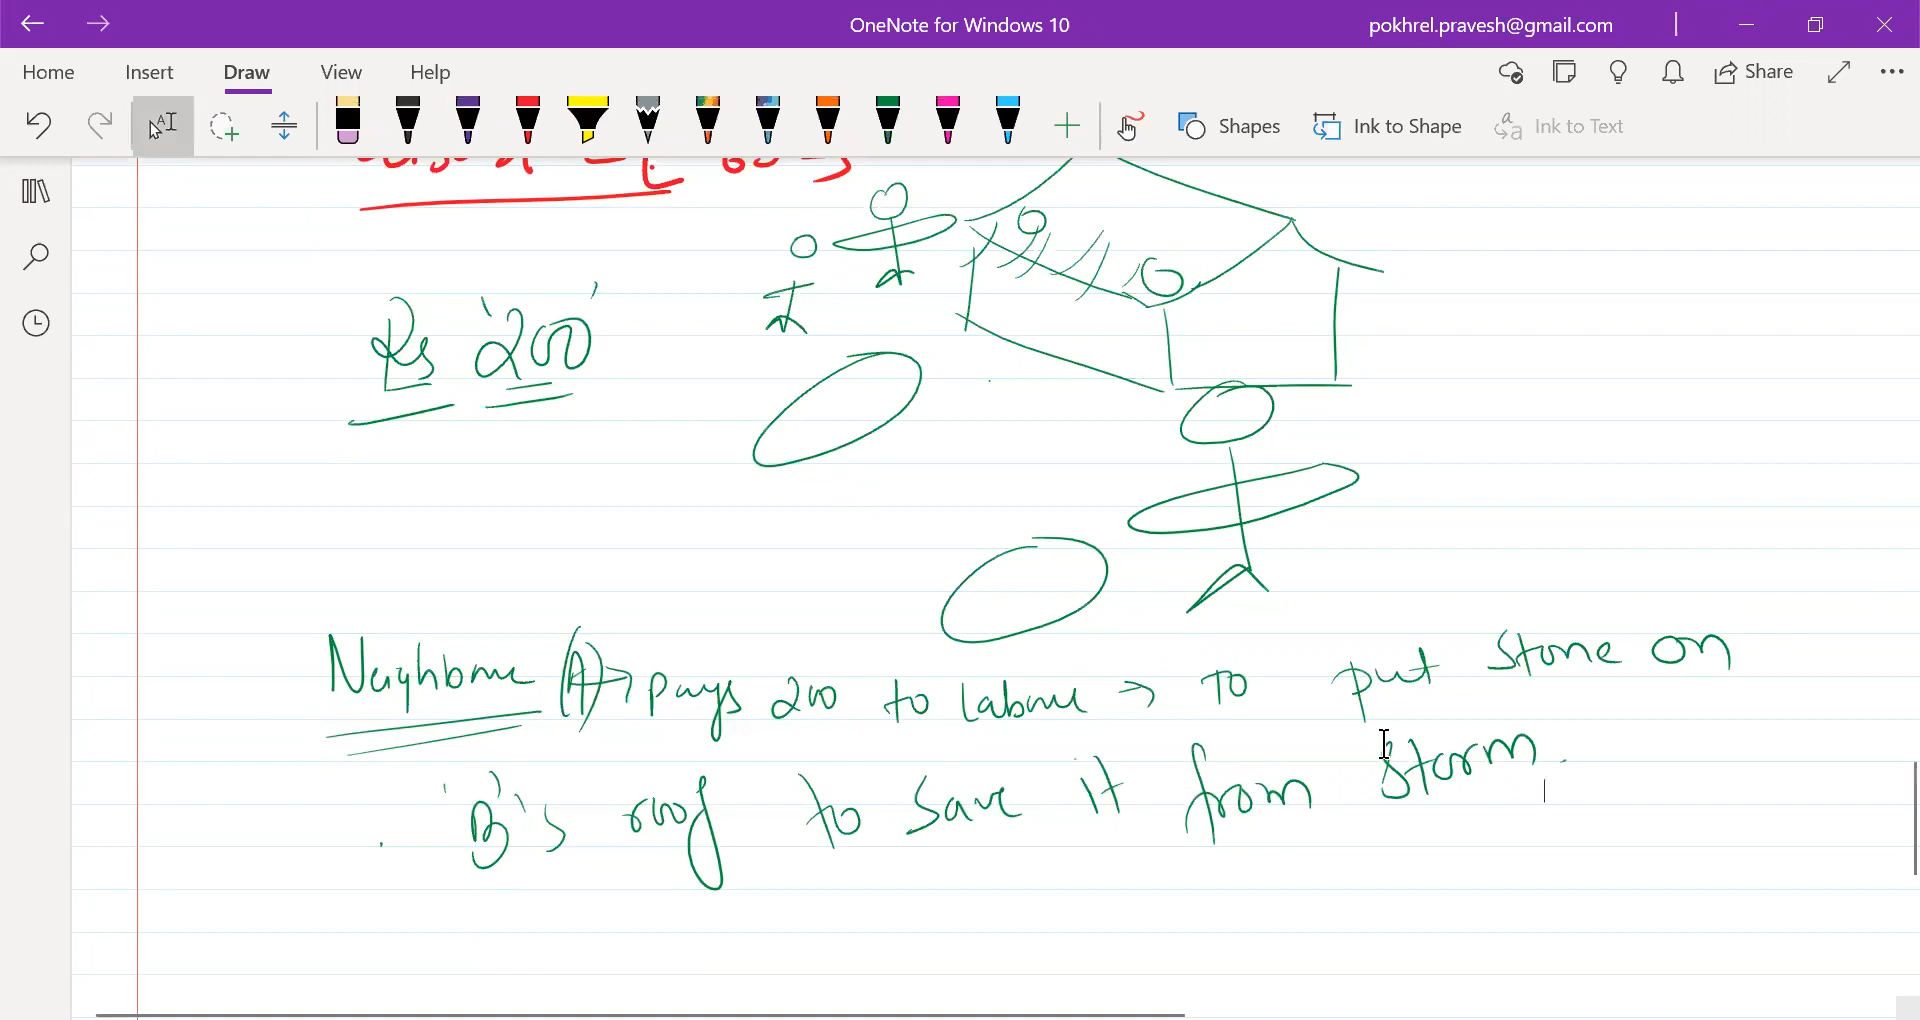 OneNote for Windows 10
pokhrel.pravesh@gmail.com
Home Insert Draw View Help
Share
Shapes Ink to Shape Ink to Text
Rs '200'
Neighbour (A) → pays 200 to labour → To put stone on
'B's roof to save it from storm.